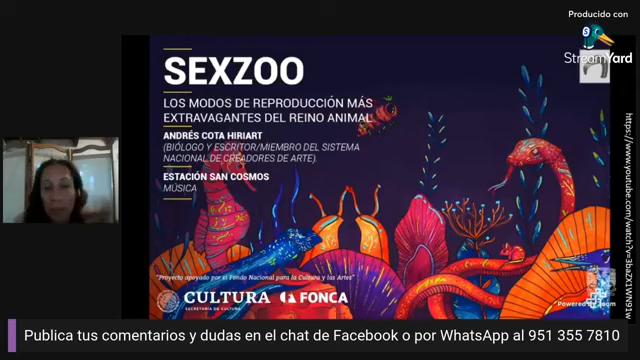 Producido con
StreamYard
SEXZOO
LOS MODOS DE REPRODUCCIÓN MÁS
EXTRAVAGANTES DEL REINO ANIMAL
ANDRÉS COTA HIRIART
(BIÓLOGO Y ESCRITOR/MIEMBRO DEL SISTEMA
NACIONAL DE CREADORES DE ARTE).
ESTACIÓN SAN COSMOS
MÚSICA
"Proyecto apoyado por el Fondo Nacional para la Cultura y las Artes"
CULTURA
SECRETARÍA DE CULTURA
FONCA
"Powered by Team
Publica tus comentarios y dudas en el chat de Facebook o por WhatsApp al 951 355 7810